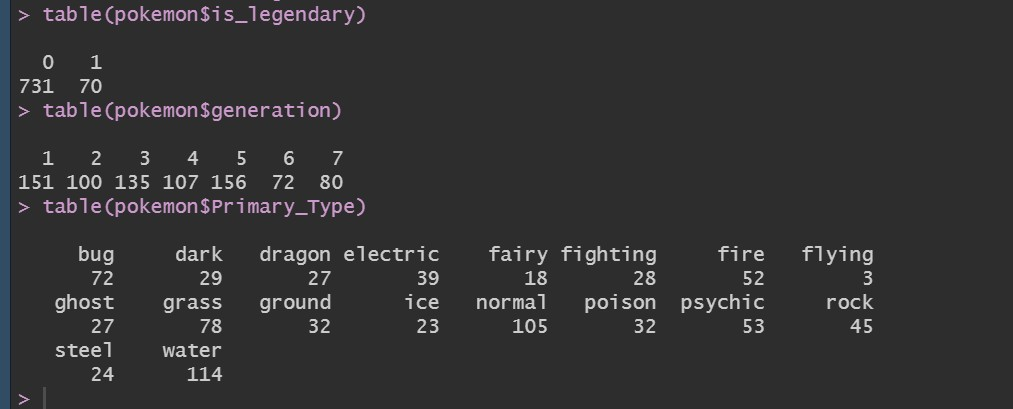 > table(pokemon$is_legendary)
  0   1
731  70
> table(pokemon$generation)
  1   2   3   4   5   6   7
151 100 135 107 156  72  80
> table(pokemon$Primary_Type)
     bug     dark   dragon electric    fairy fighting     fire   flying
      72       29       27       39       18       28       52        3
   ghost    grass   ground      ice   normal   poison  psychic     rock
      27       78       32       23      105       32       53       45
   steel    water
      24      114
>